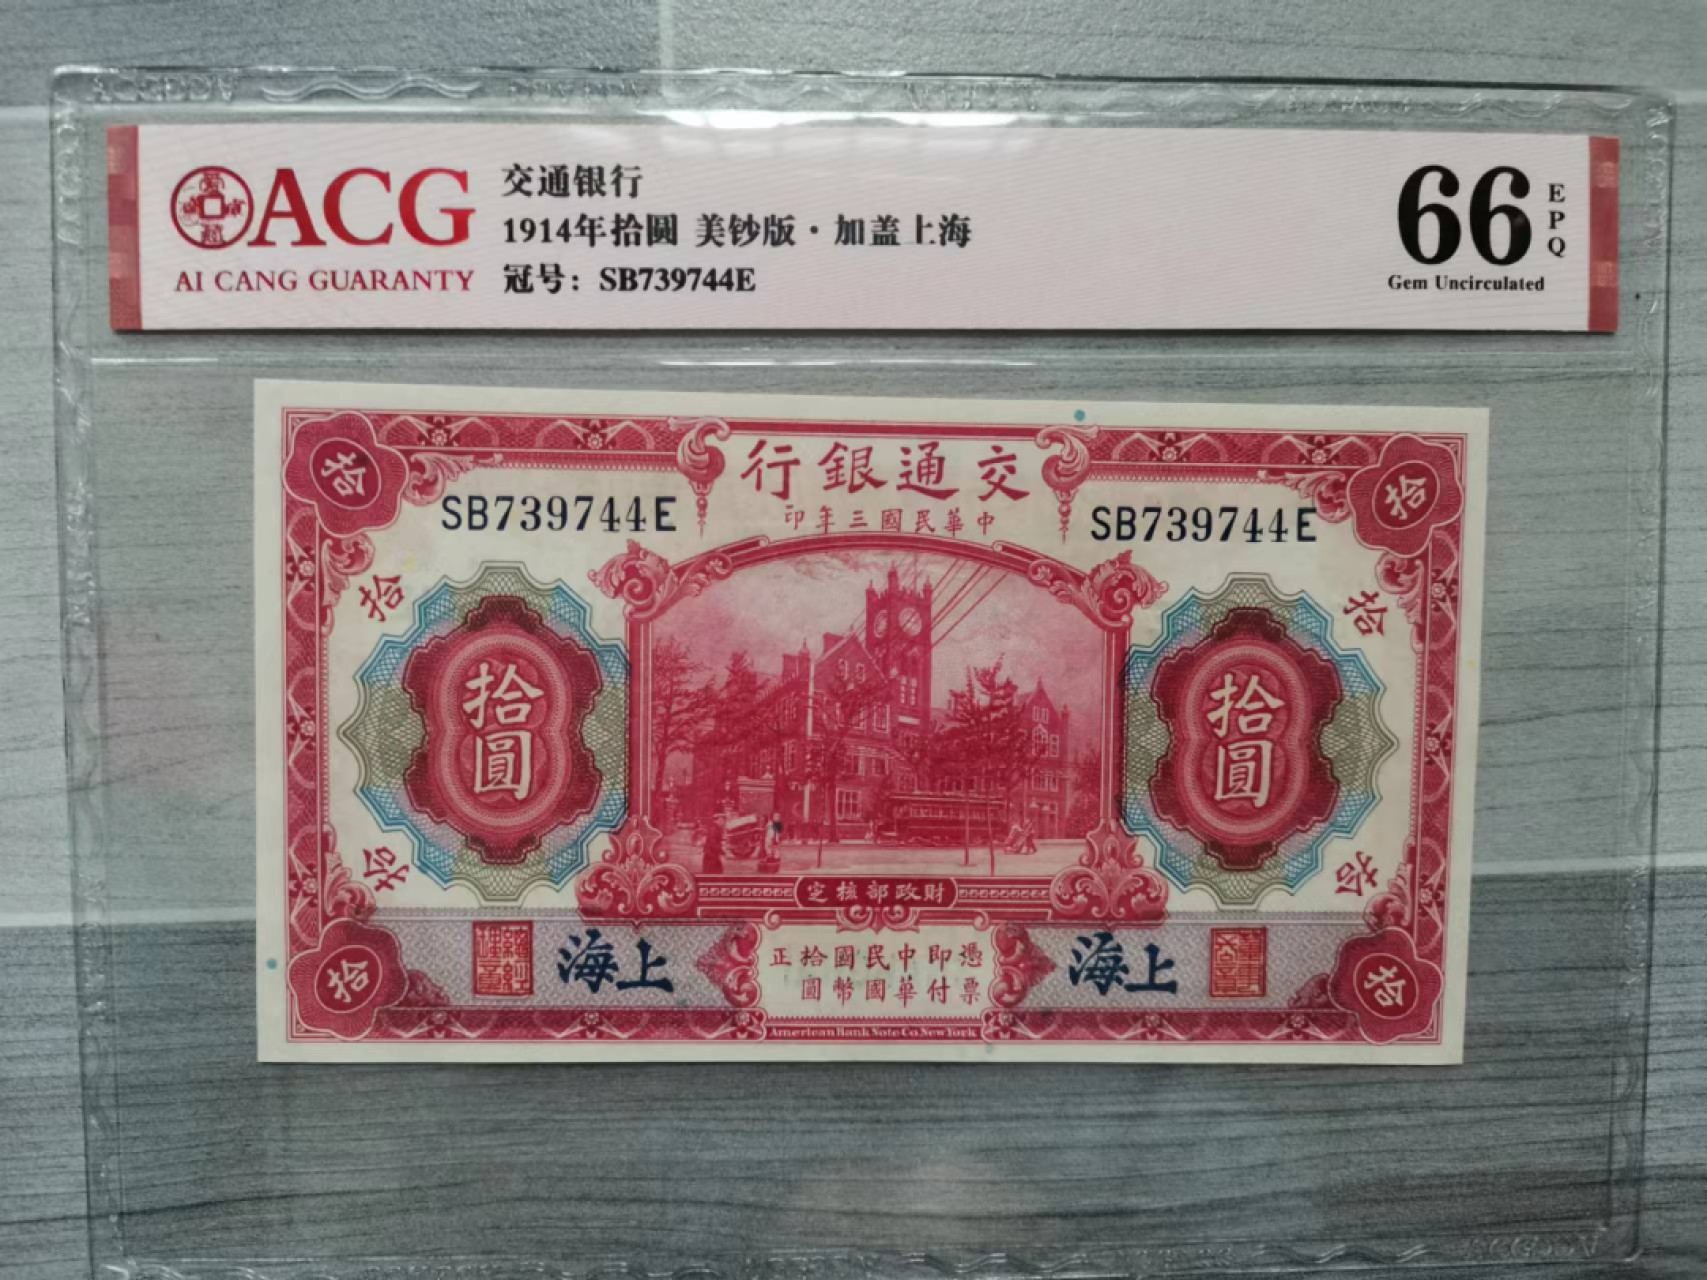 ACG
AI CANG GUARANTY
交通银行
1914年拾圆 美钞版·加盖上海
冠号: SB739744E
66
EPQ
Gem Uncirculated
行銀通交
印年三國民華中
SB739744E
SB739744E
拾
拾
拾
拾
拾圓
拾圓
拾
拾
定核部政財
海上
正拾國民中即憑
圓幣國華付票
海上
拾
拾
American Bank Note Co. New York